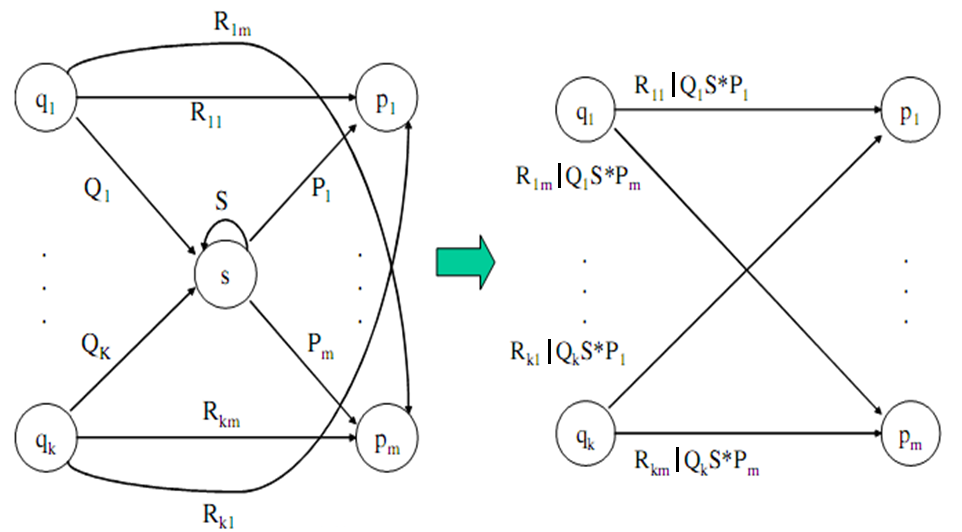 R1m
q1
R11
p1
Q1
S
P1
s
QK
Pm
qk
Rkm
pm
Rk1
q1
R11|Q1S*P1
p1
R1m|Q1S*Pm
Rk1|QkS*P1
qk
pm
Rkm|QkS*Pm